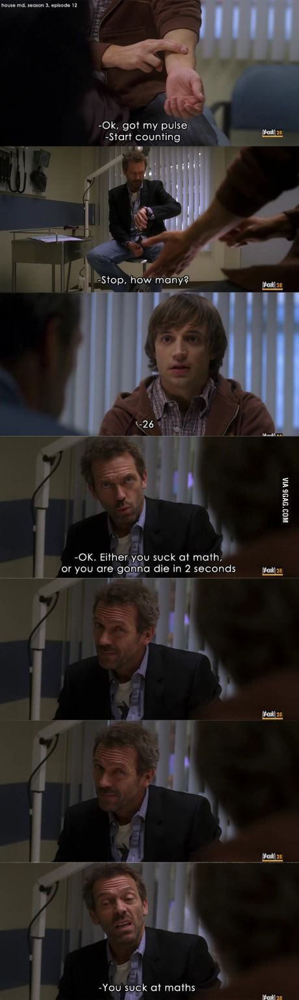 house md, season 3, episode 12
-Ok, got my pulse
-Start counting
FOX 28
-Stop, how many?
FOX 28
-26
VIA 9GAG.COM
-OK. Either you suck at math,
or you are gonna die in 2 seconds
FOX 28
FOX 28
FOX 28
-You suck at maths
FOX 28